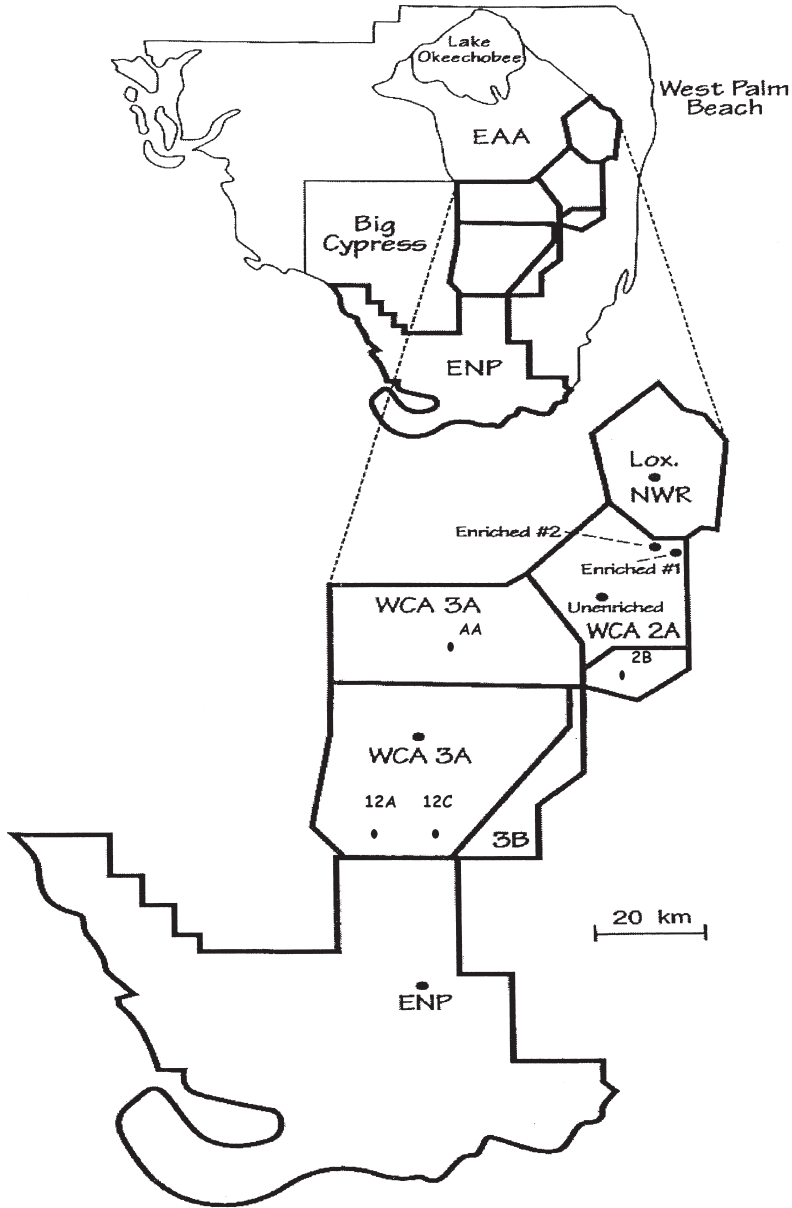 Lake
Okeechobee
West Palm
Beach
EAA
Big
Cypress
ENP
Lox.
NWR
Enriched #2
Enriched #1
Unenriched
WCA 2A
WCA 3A
AA
2B
WCA 3A
12A 12C
3B
20 km
ENP